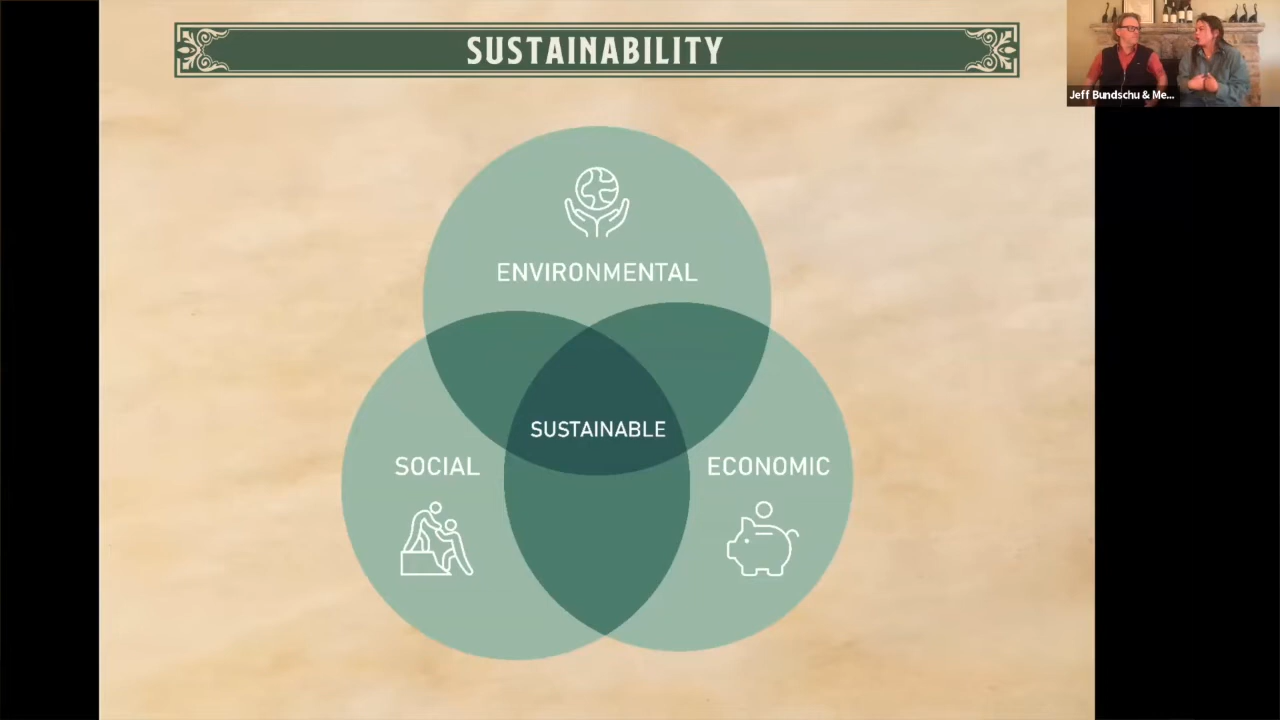 SUSTAINABILITY
Jeff Bundschu & Me...
ENVIRONMENTAL
SUSTAINABLE
SOCIAL
ECONOMIC